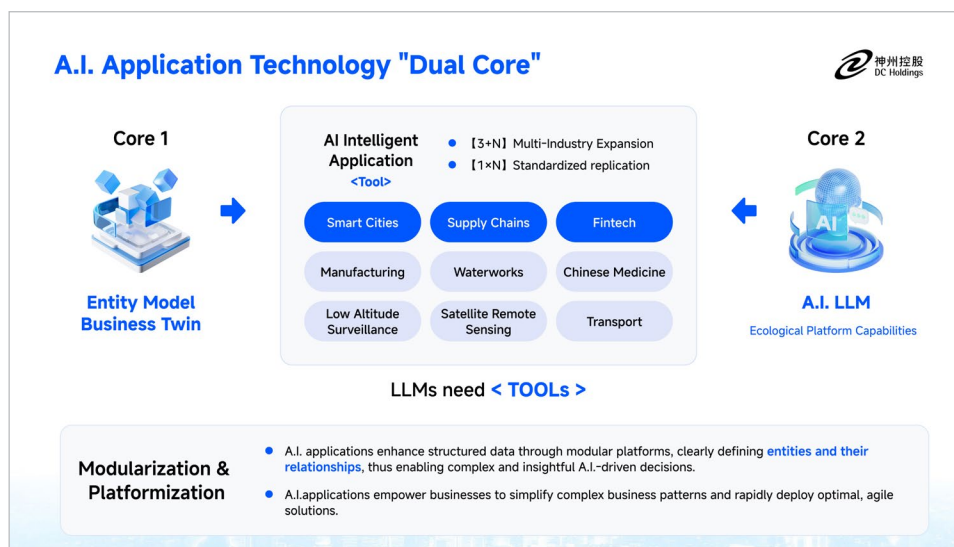 A.I. Application Technology "Dual Core"
神州控股
DC Holdings
Core 1
Entity Model
Business Twin
AI Intelligent
Application
<Tool>
【3+N】Multi-Industry Expansion
【1×N】Standardized replication
Smart Cities
Supply Chains
Fintech
Manufacturing
Waterworks
Chinese Medicine
Low Altitude
Surveillance
Satellite Remote
Sensing
Transport
Core 2
AI
A.I. LLM
Ecological Platform Capabilities
LLMs need < TOOLs >
Modularization &
Platformization
A.I. applications enhance structured data through modular platforms, clearly defining entities and their
relationships, thus enabling complex and insightful A.I.-driven decisions.
A.I.applications empower businesses to simplify complex business patterns and rapidly deploy optimal, agile
solutions.